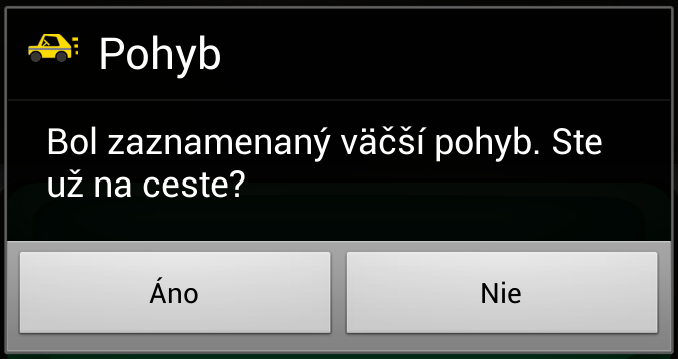 Pohyb
Bol zaznamenaný väčší pohyb. Ste
už na ceste?
Áno
Nie